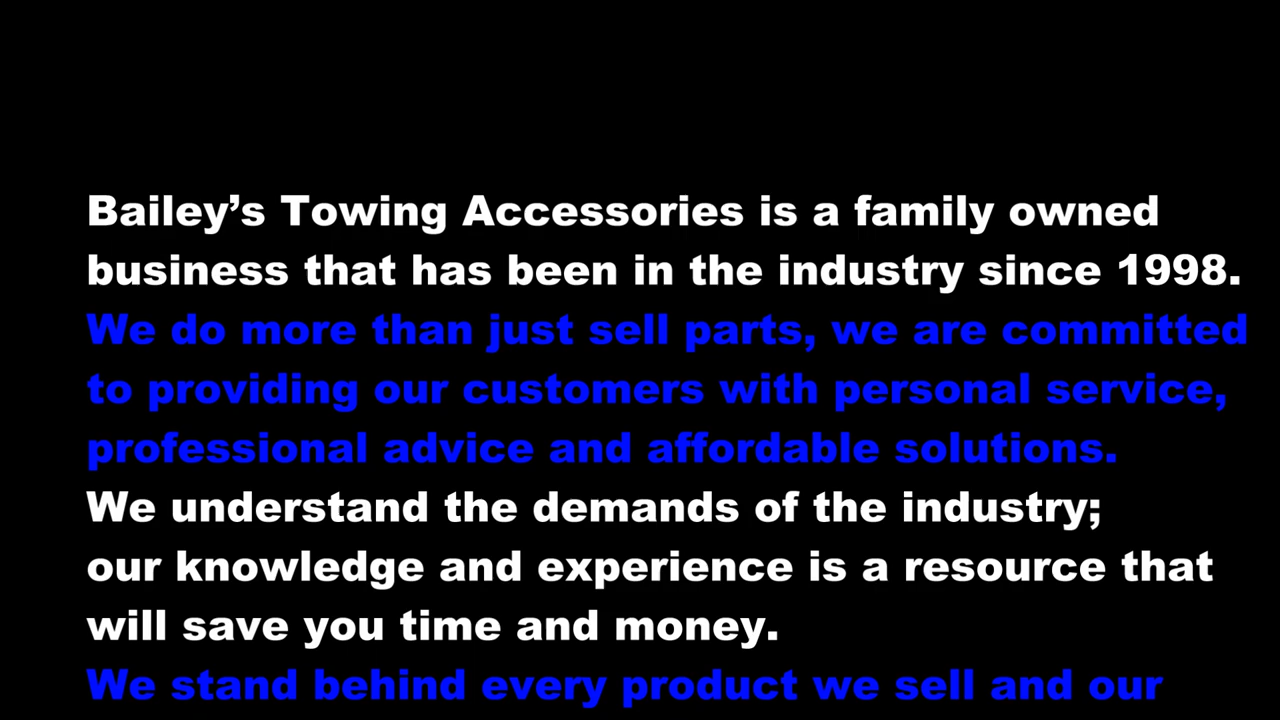 Bailey’s Towing Accessories is a family owned
business that has been in the industry since 1998.
We do more than just sell parts, we are committed
to providing our customers with personal service,
professional advice and affordable solutions.
We understand the demands of the industry;
our knowledge and experience is a resource that
will save you time and money.
We stand behind every product we sell and our